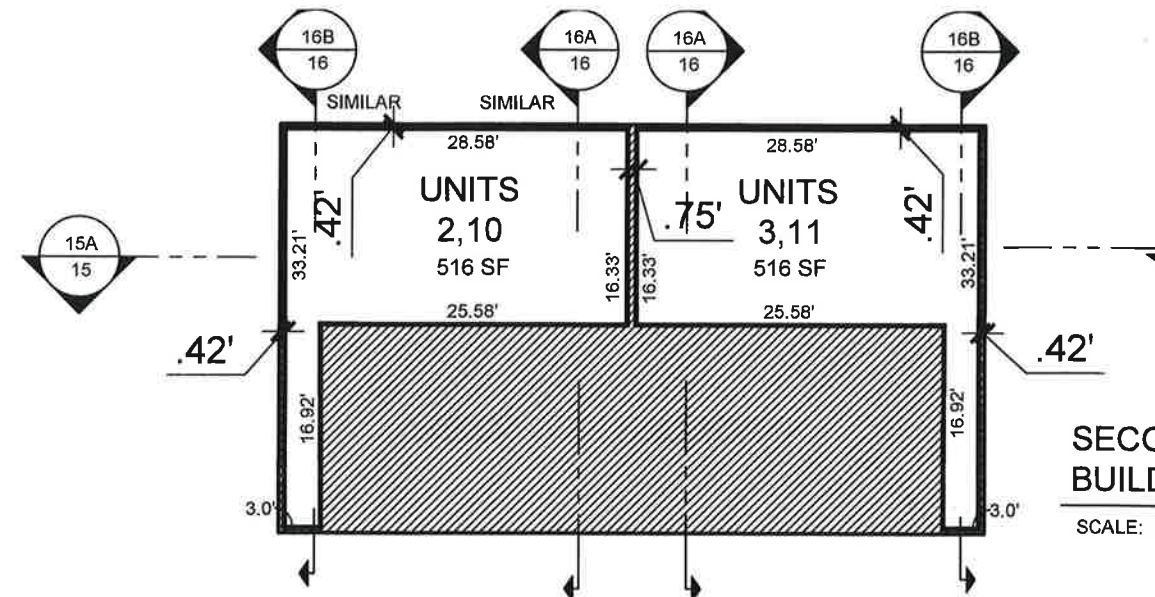 16B
16
16A
16
16A
16
16B
16
SIMILAR
SIMILAR
28.58'
28.58'
UNITS
2,10
516 SF
UNITS
3,11
516 SF
.42'
.75'
.42'
15A
15
33.21'
16.33'
16.33'
33.21'
25.58'
25.58'
.42'
.42'
16.92'
16.92'
3.0'
3.0'
SECO
BUILD
SCALE: